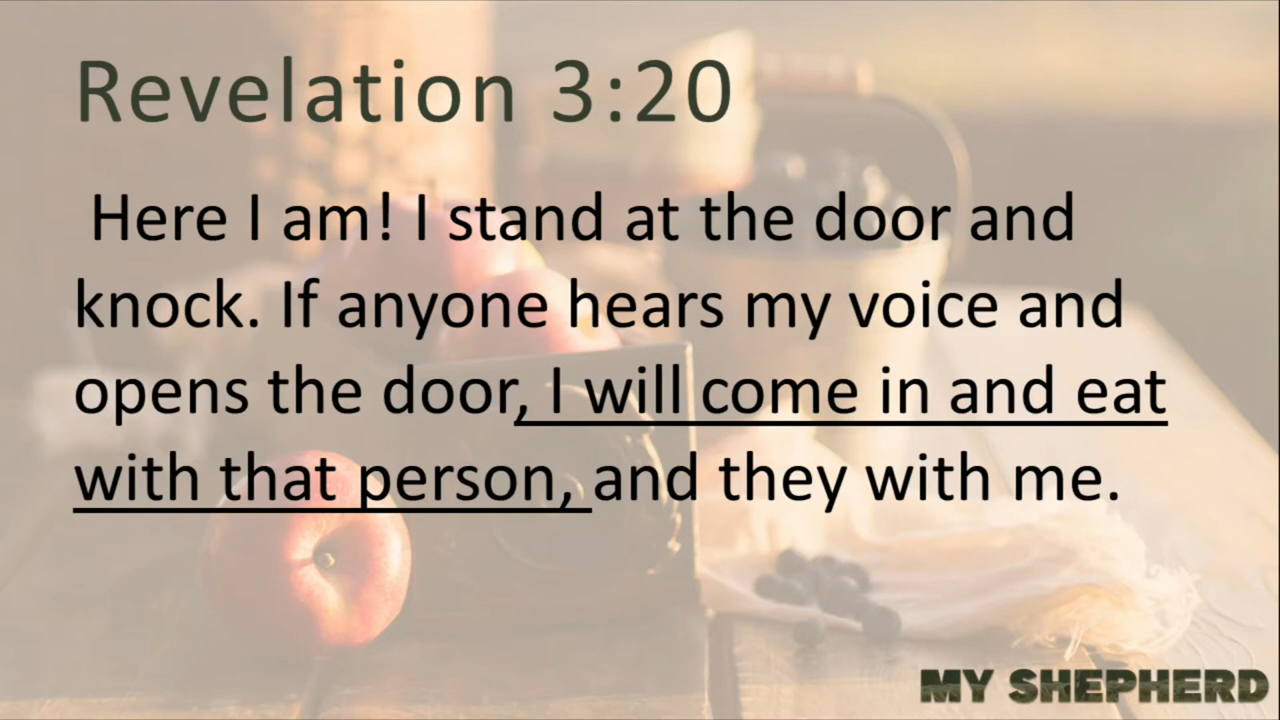 Revelation 3:20
Here I am! I stand at the door and
knock. If anyone hears my voice and
opens the door, I will come in and eat
with that person, and they with me.
MY SHEPHERD